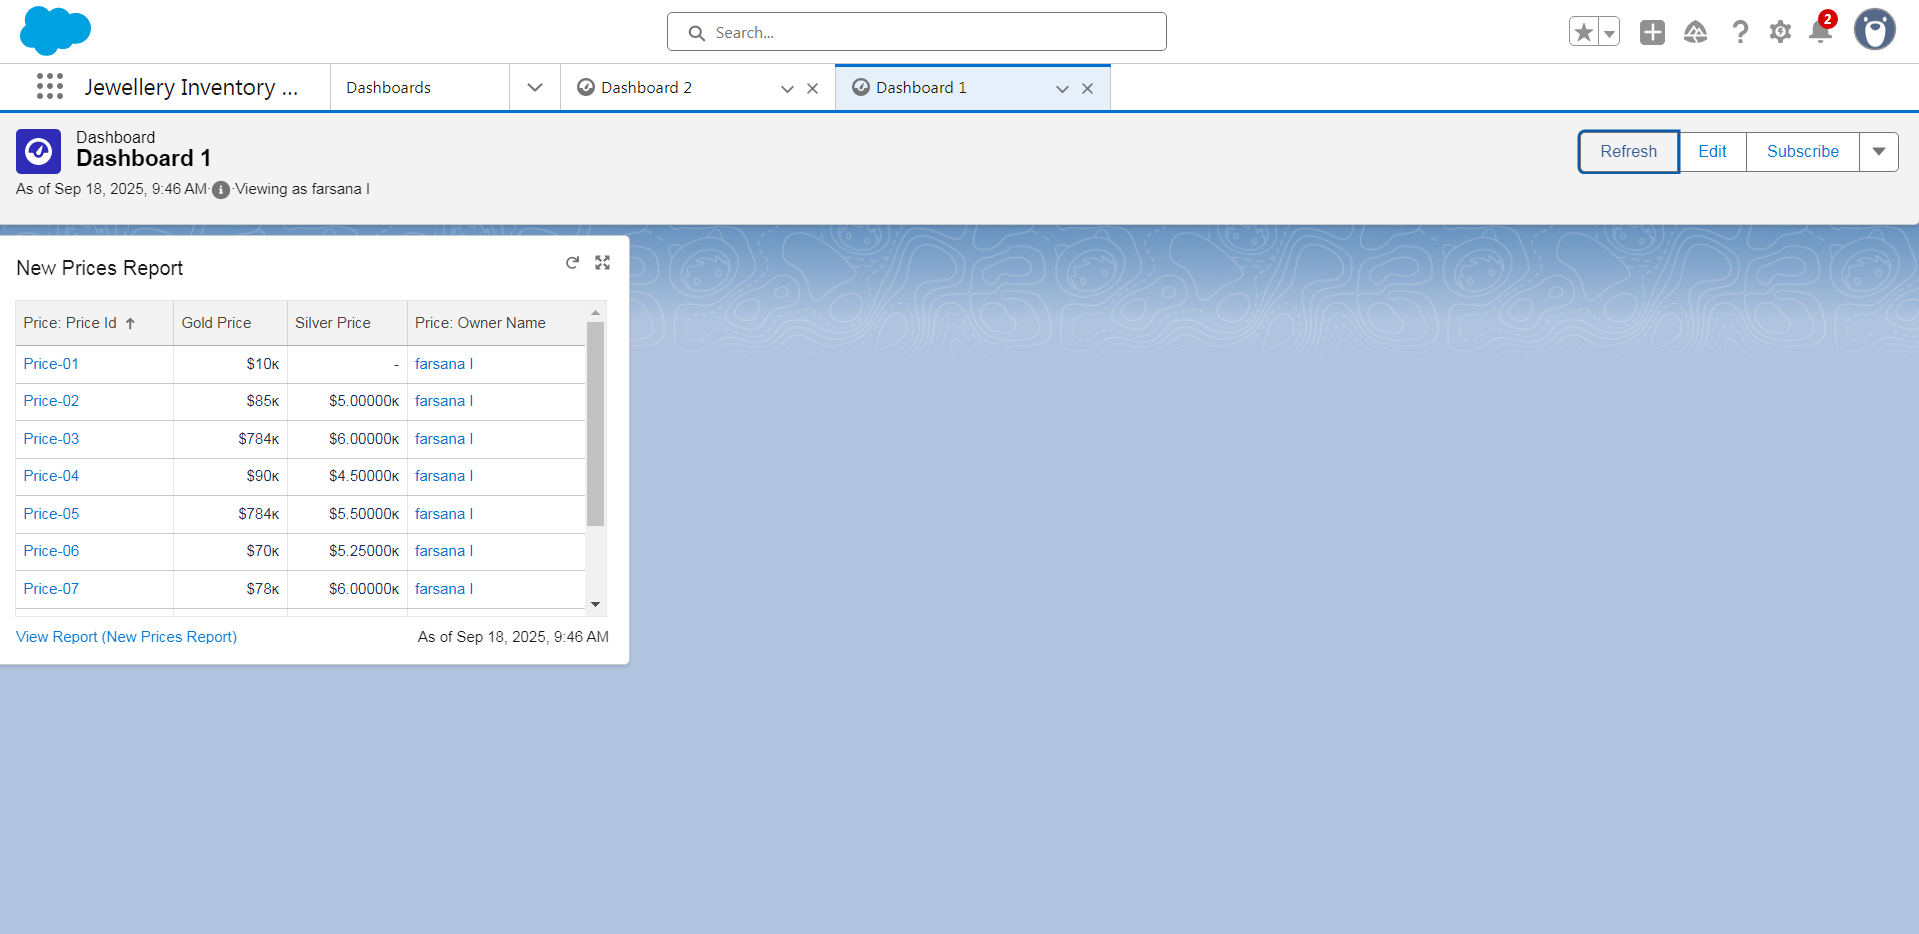 Search...
2
Jewellery Inventory ...
Dashboards
Dashboard 2
Dashboard 1
Dashboard
Dashboard 1
As of Sep 18, 2025, 9:46 AM·Viewing as farsana l
Refresh
Edit
Subscribe
New Prices Report
Price: Price Id Gold Price Silver Price Price: Owner Name
Price-01 $10K - farsana l
Price-02 $85K $5.00000K farsana l
Price-03 $784K $6.00000K farsana l
Price-04 $90K $4.50000K farsana l
Price-05 $784K $5.50000K farsana l
Price-06 $70K $5.25000K farsana l
Price-07 $78K $6.00000K farsana l
View Report (New Prices Report) As of Sep 18, 2025, 9:46 AM